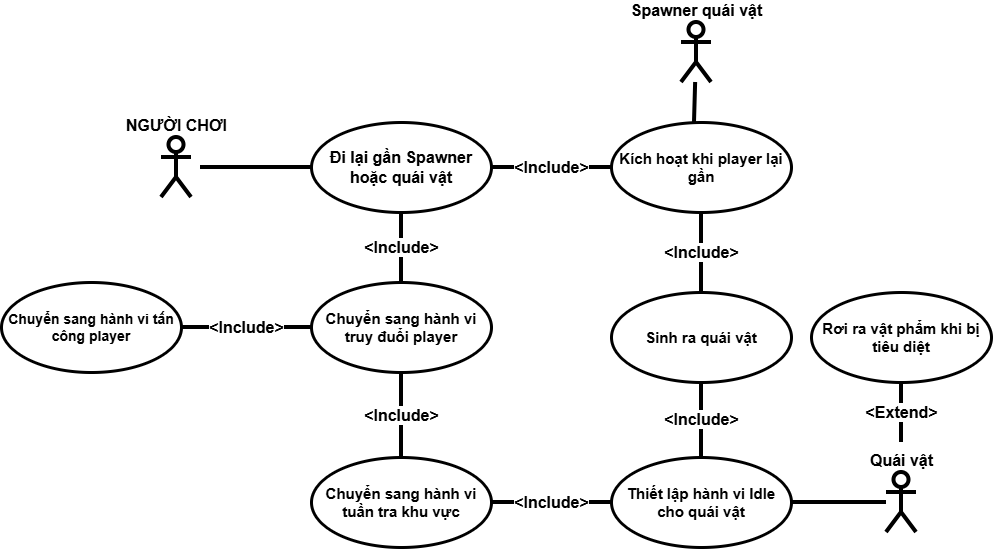 Spawner quái vật
NGƯỜI CHƠI
Đi lại gần Spawner
hoặc quái vật
<Include>
Kích hoạt khi player lại
gần
<Include>
<Include>
Chuyển sang hành vi tấn
công player
<Include>
Chuyển sang hành vi
truy đuổi player
Sinh ra quái vật
Rơi ra vật phẩm khi bị
tiêu diệt
<Include>
<Include>
<Extend>
Quái vật
Chuyển sang hành vi
tuần tra khu vực
<Include>
Thiết lập hành vi Idle
cho quái vật